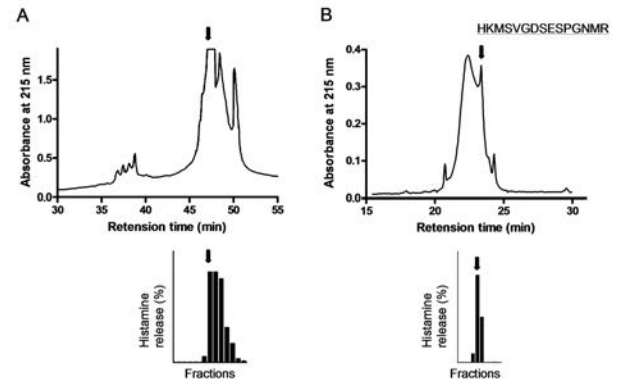 A
Absorbance at 215 nm
1.5
1.0
0.5
0.0
30
35
40
45
50
55
Retension time (min)
Histamine
release (%)
Fractions
B
HKMSVGDSESPGNMR
Absorbance at 215 nm
0.4
0.3
0.2
0.1
0.0
15
20
25
30
Retension time (min)
Histamine
release (%)
Fractions